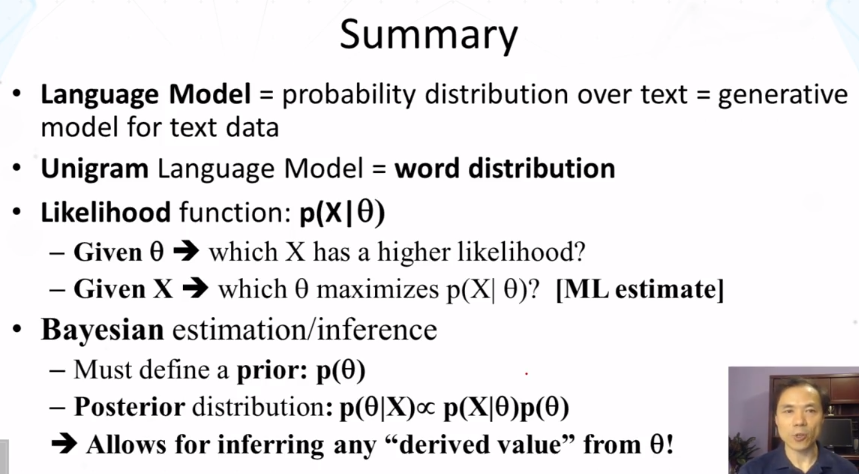 Summary
• Language Model = probability distribution over text = generative
model for text data
• Unigram Language Model = word distribution
• Likelihood function: p(X|θ)
– Given θ ➔ which X has a higher likelihood?
– Given X ➔ which θ maximizes p(X| θ)? [ML estimate]
• Bayesian estimation/inference
– Must define a prior: p(θ)
– Posterior distribution: p(θ|X)∝ p(X|θ)p(θ)
➔ Allows for inferring any “derived value” from θ!